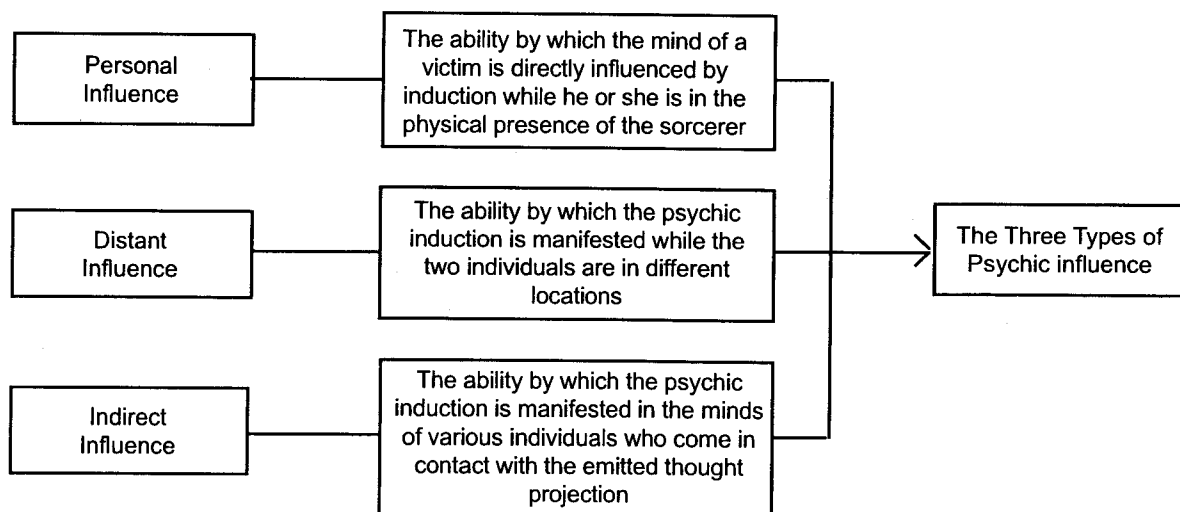 Personal
Influence
The ability by which the mind of a
victim is directly influenced by
induction while he or she is in the
physical presence of the sorcerer
Distant
Influence
The ability by which the psychic
induction is manifested while the
two individuals are in different
locations
The Three Types of
Psychic influence
Indirect
Influence
The ability by which the psychic
induction is manifested in the minds
of various individuals who come in
contact with the emitted thought
projection